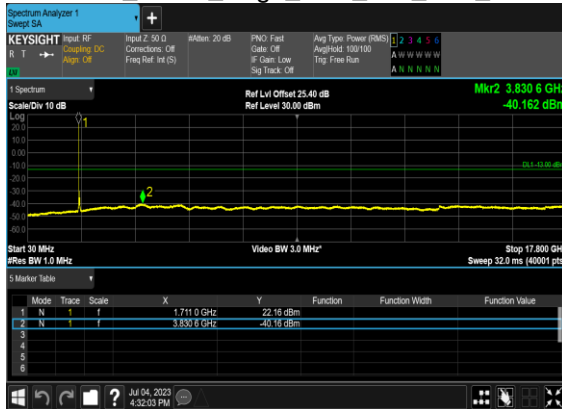 Spectrum Analyzer 1
Swept SA
+
KEYSIGHT Input: RF Input Z: 50 Ω #Atten: 20 dB PNO: Fast Avg Type: Power (RMS) 1 2 3 4 5 6
R T Coupling: DC Corrections: Off Gate: Off Avg|Hold: 100/100 A W W W W W
Align: Off Freq Ref: Int (S) IF Gain: Low Trig: Free Run
Sig Track: Off A N N N N N
1 Spectrum Ref Lvl Offset 25.40 dB Mkr2 3.830 6 GHz
Scale/Div 10 dB Ref Level 30.00 dBm -40.162 dBm
Log
20.0
10.0
0.00
-10.0
DL1 -13.00 dBm
-20.0
-30.0
-40.0
-50.0
-60.0
1
2
Start 30 MHz Video BW 3.0 MHz* Stop 17.800 GHz
#Res BW 1.0 MHz Sweep 32.0 ms (40001 pts)
5 Marker Table
Mode Trace Scale X Y Function Function Width Function Value
1 N 1 f 1.711 0 GHz 22.16 dBm
2 N 1 f 3.830 6 GHz -40.16 dBm
3
4
5
6
? Jul 04, 2023
4:32:03 PM